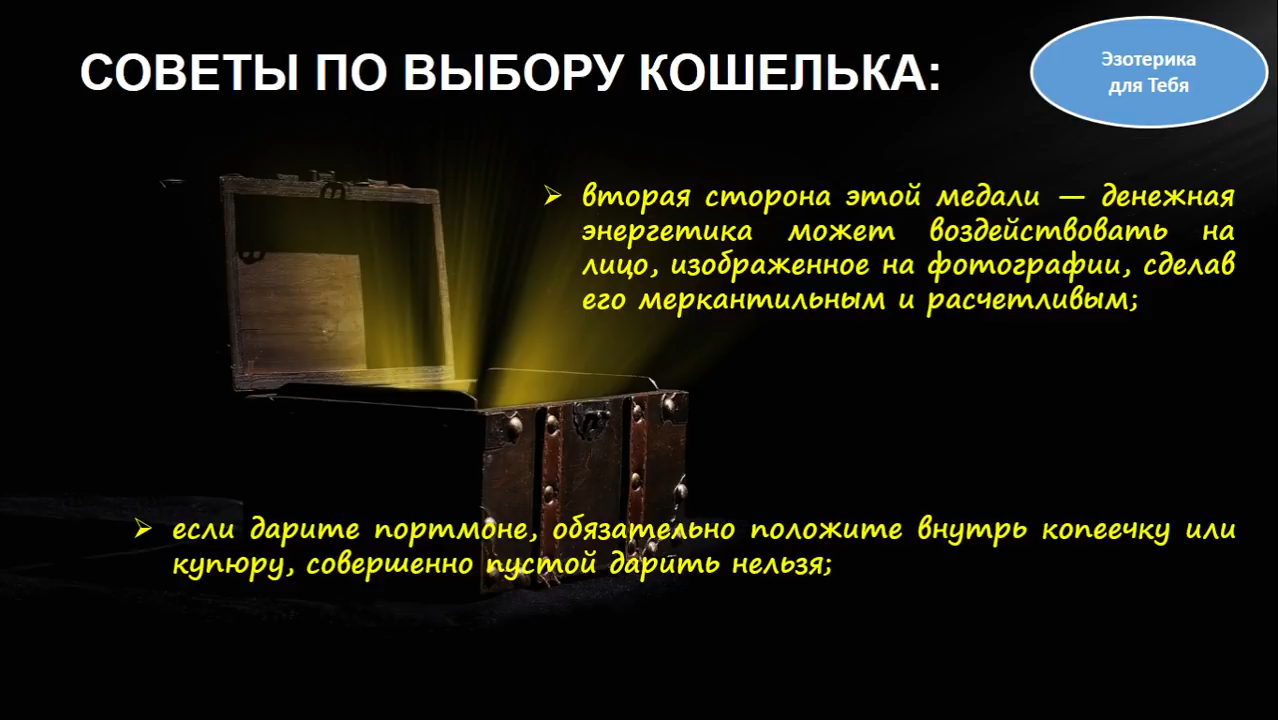 СОВЕТЫ ПО ВЫБОРУ КОШЕЛЬКА:
Эзотерика
для Тебя
вторая сторона этой медали — денежная
энергетика может воздействовать на
лицо, изображенное на фотографии, сделав
его меркантильным и расчетливым;
если дарите портмоне, обязательно положите внутрь копеечку или
купюру, совершенно пустой дарить нельзя;